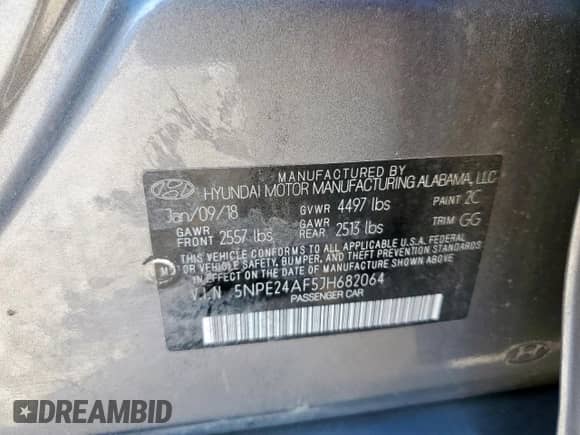 MANUFACTURED BY
HYUNDAI MOTOR MANUFACTURING ALABAMA, LLC
Jan/09/18 GVWR 4497 lbs PAINT 2C
GAWR FRONT 2557 lbs GAWR REAR 2513 lbs TRIM GG
THIS VEHICLE CONFORMS TO ALL APPLICABLE U.S.A. FEDERAL
MOTOR VEHICLE SAFETY, BUMPER, AND THEFT PREVENTION
STANDARDS IN EFFECT ON THE DATE OF MANUFACTURE
SHOWN ABOVE.
V.I.N 5NPE24AF5JH682064
PASSENGER CAR
M
DREAMBID